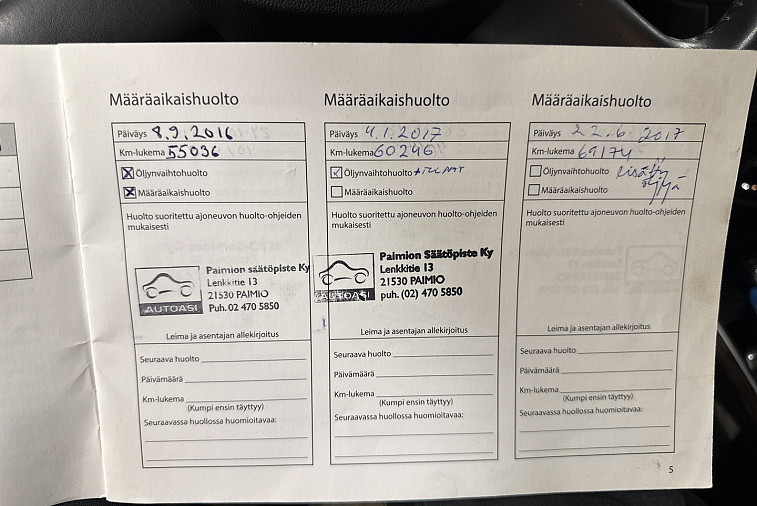 Määräaikaishuolto
Päiväys 8.9.2016
Km-lukema 55036
Öljynvaihtohuolto
Määräaikaishuolto
Huolto suoritettu ajoneuvon huolto-ohjeiden
mukaisesti
Paimion säätöpiste Ky
Lenkkitie 13
21530 PAIMIO
Puh. 02 470 5850
AUTOASI
Leima ja asentajan allekirjoitus
Seuraava huolto
Päivämäärä
Km-lukema
(Kumpi ensin täyttyy)
Seuraavassa huollossa huomioitavaa:
Määräaikaishuolto
Päiväys 4.1.2017
Km-lukema 60246
Öljynvaihtohuolto
Määräaikaishuolto
Huolto suoritettu ajoneuvon huolto-ohjeiden
mukaisesti
Paimion Säätöpiste Ky
Lenkkitie 13
21530 PAIMIO
puh. (02) 470 5850
AUTOASI
Leima ja asentajan allekirjoitus
Seuraava huolto
Päivämäärä
Km-lukema
(Kumpi ensin täyttyy)
Seuraavassa huollossa huomioitavaa:
Määräaikaishuolto
Päiväys 22.6.2017
Km-lukema 69174
Öljynvaihtohuolto Lisätty
Määräaikaishuolto öljyä
Huolto suoritettu ajoneuvon huolto-ohjeiden
mukaisesti
Leima ja asentajan allekirjoitus
Seuraava huolto
Päivämäärä
Km-lukema
(Kumpi ensin täyttyy)
Seuraavassa huollossa huomioitavaa:
5